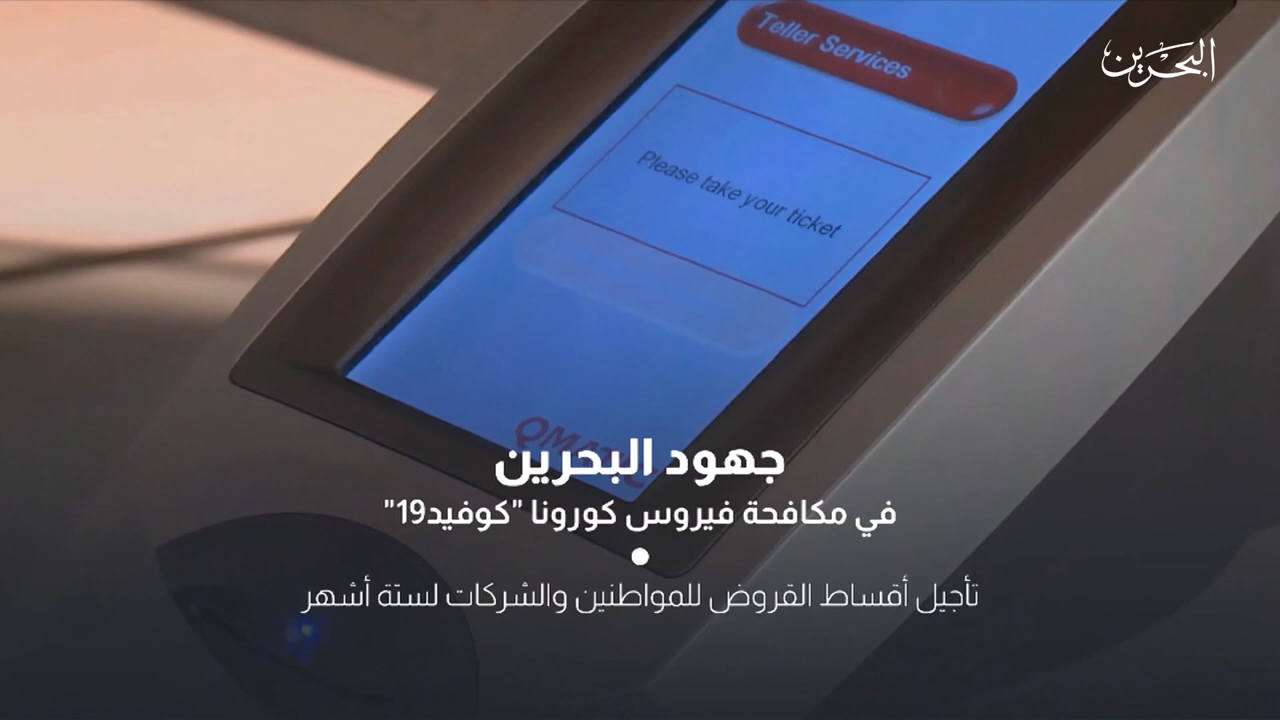 البحرين
Teller Services
Please take your ticket
QMATIC
جهود البحرين
في مكافحة فيروس كورونا "كوفيد19"
تأجيل أقساط القروض للمواطنين والشركات لستة أشهر